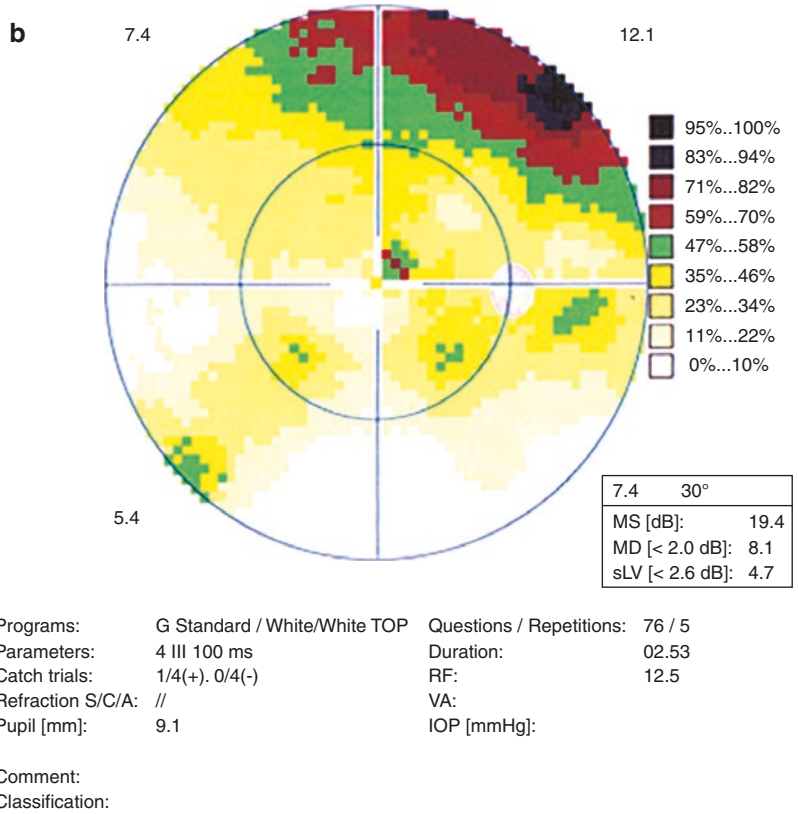 b
7.4
12.1
95%...100%
83%...94%
71%...82%
59%...70%
47%...58%
35%...46%
23%...34%
11%...22%
0%...10%
5.4
7.4 30°
MS [dB]: 19.4
MD [< 2.0 dB]: 8.1
sLV [< 2.6 dB]: 4.7
Programs: G Standard / White/White TOP Questions / Repetitions: 76 / 5
Parameters: 4 III 100 ms Duration: 02.53
Catch trials: 1/4(+). 0/4(-) RF: 12.5
Refraction S/C/A: // VA:
Pupil [mm]: 9.1 IOP [mmHg]:
Comment:
Classification: